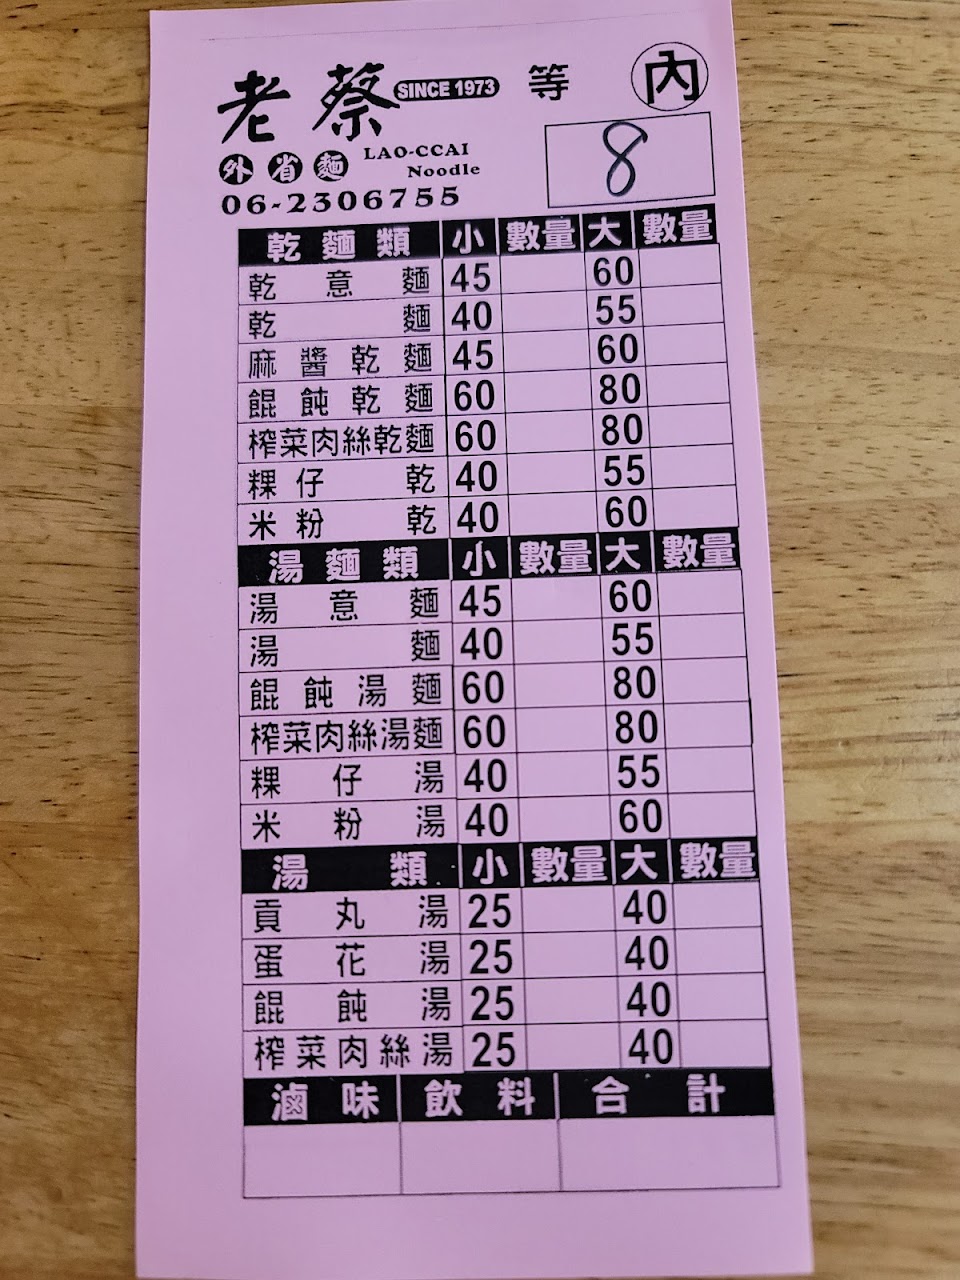 老蔡 SINCE 1973 等 內
外省麵 LAO-CCAI Noodle
8
06-2306755
乾麵類 小 數量 大 數量
乾意麵 45 60
乾麵 40 55
麻醬乾麵 45 60
餛飩乾麵 60 80
榨菜肉絲乾麵 60 80
粿仔乾 40 55
米粉乾 40 60
湯麵類 小 數量 大 數量
湯意麵 45 60
湯麵 40 55
餛飩湯麵 60 80
榨菜肉絲湯麵 60 80
粿仔湯 40 55
米粉湯 40 60
湯類 小 數量 大 數量
貢丸湯 25 40
蛋花湯 25 40
餛飩湯 25 40
榨菜肉絲湯 25 40
滷味 飲料 合計